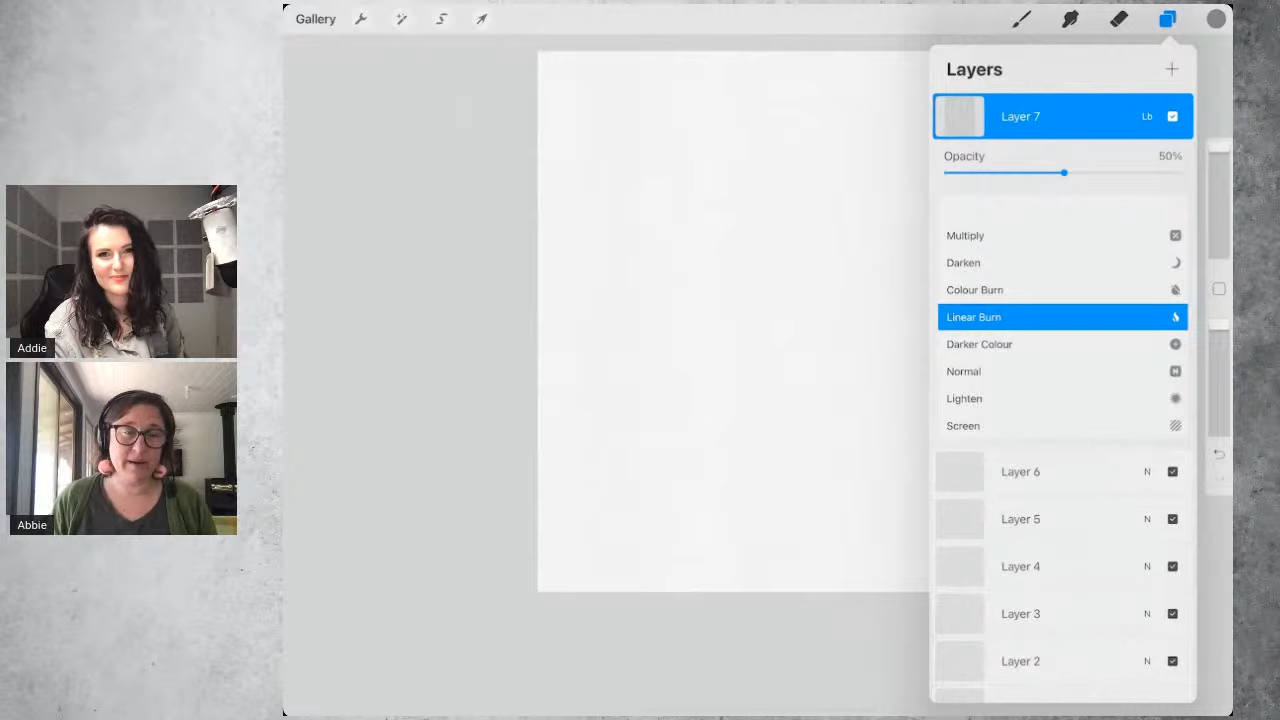 Gallery
Layers
Layer 7 Lb
Opacity 50%
Multiply
Darken
Colour Burn
Linear Burn
Darker Colour
Normal
Lighten
Screen
Layer 6 N
Layer 5 N
Layer 4 N
Layer 3 N
Layer 2 N
Addie
Abbie